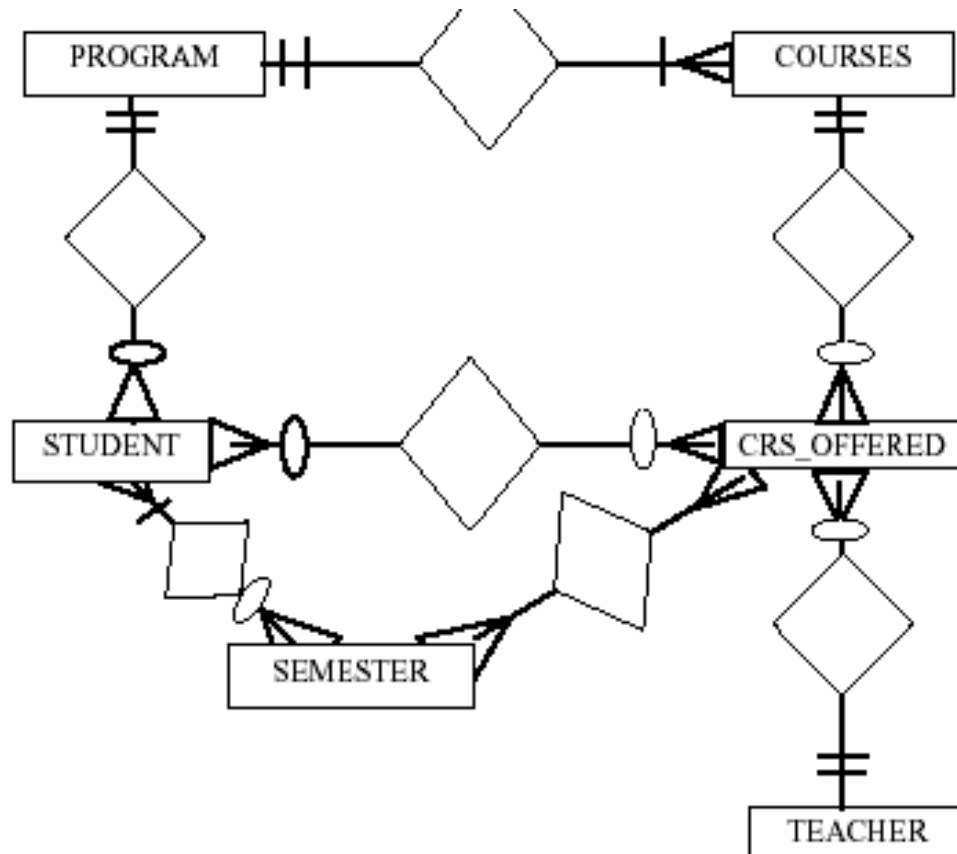 PROGRAM
COURSES
STUDENT
CRS_OFFERED
SEMESTER
TEACHER